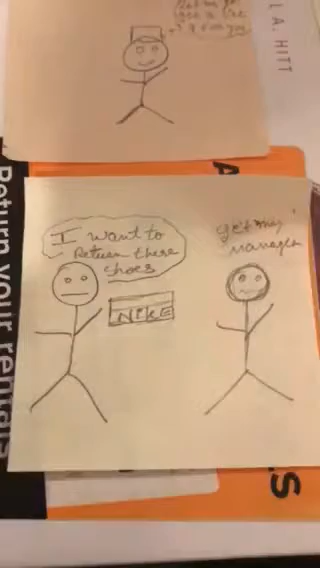 L A. HITT
I want to
Return these
shoes
get my
manager
NIKE
Return your rentals
S